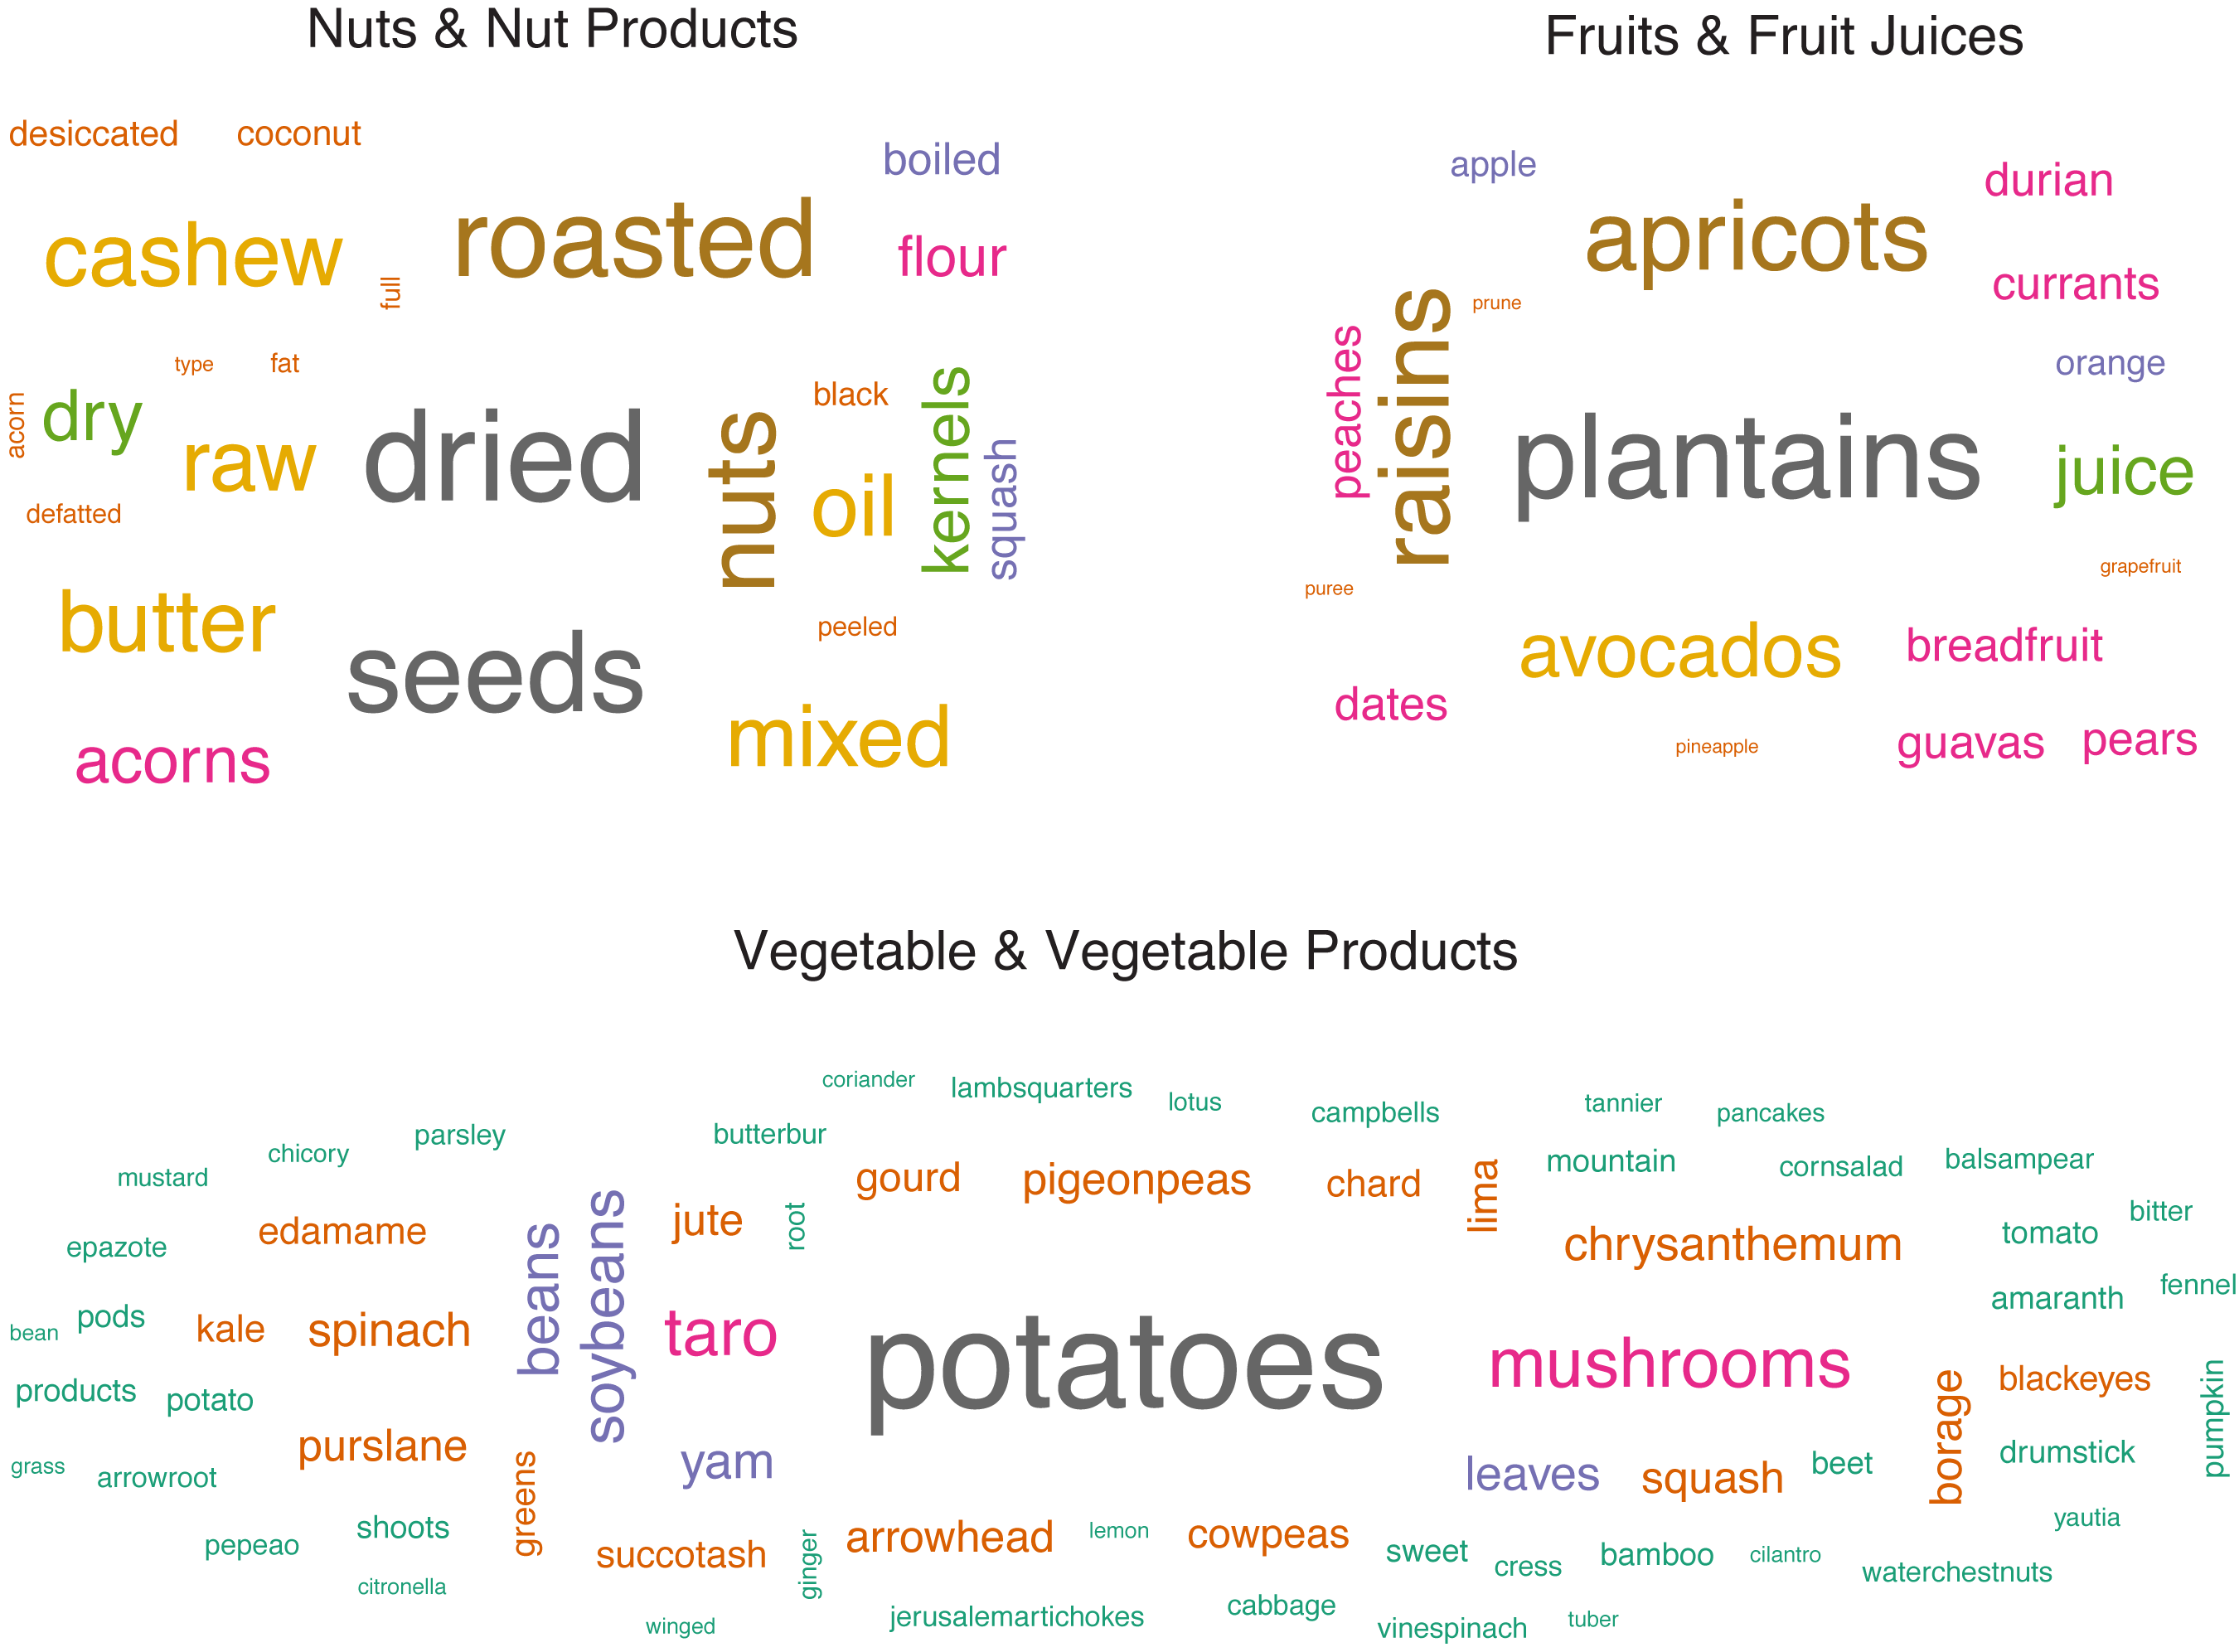 Nuts & Nut Products
desiccated
coconut
boiled
cashew
roasted
flour
full
type
fat
acorn
dry
raw
dried
nuts
black
oil
kernels
squash
defatted
butter
seeds
peeled
mixed
acorns
Fruits & Fruit Juices
apple
durian
apricots
currants
prune
peaches
raisins
orange
plantains
juice
puree
grapefruit
avocados
breadfruit
dates
pineapple
guavas
pears
Vegetable & Vegetable Products
coriander
lambsquarters
lotus
campbells
tannier
pancakes
mustard
chicory
parsley
butterbur
gourd
pigeonpeas
chard
lima
mountain
cornsalad
balsampear
epazote
edamame
beans
soybeans
jute
root
chrysanthemum
tomato
bitter
bean
pods
kale
spinach
taro
potatoes
mushrooms
amaranth
fennel
products
potato
borage
blackeyes
pumpkin
grass
arrowroot
purslane
greens
yam
leaves
squash
beet
drumstick
pepeao
shoots
succotash
ginger
arrowhead
lemon
cowpeas
sweet
cress
bamboo
cilantro
yautia
waterchestnuts
citronella
winged
jerusalemartichokes
cabbage
vinespinach
tuber